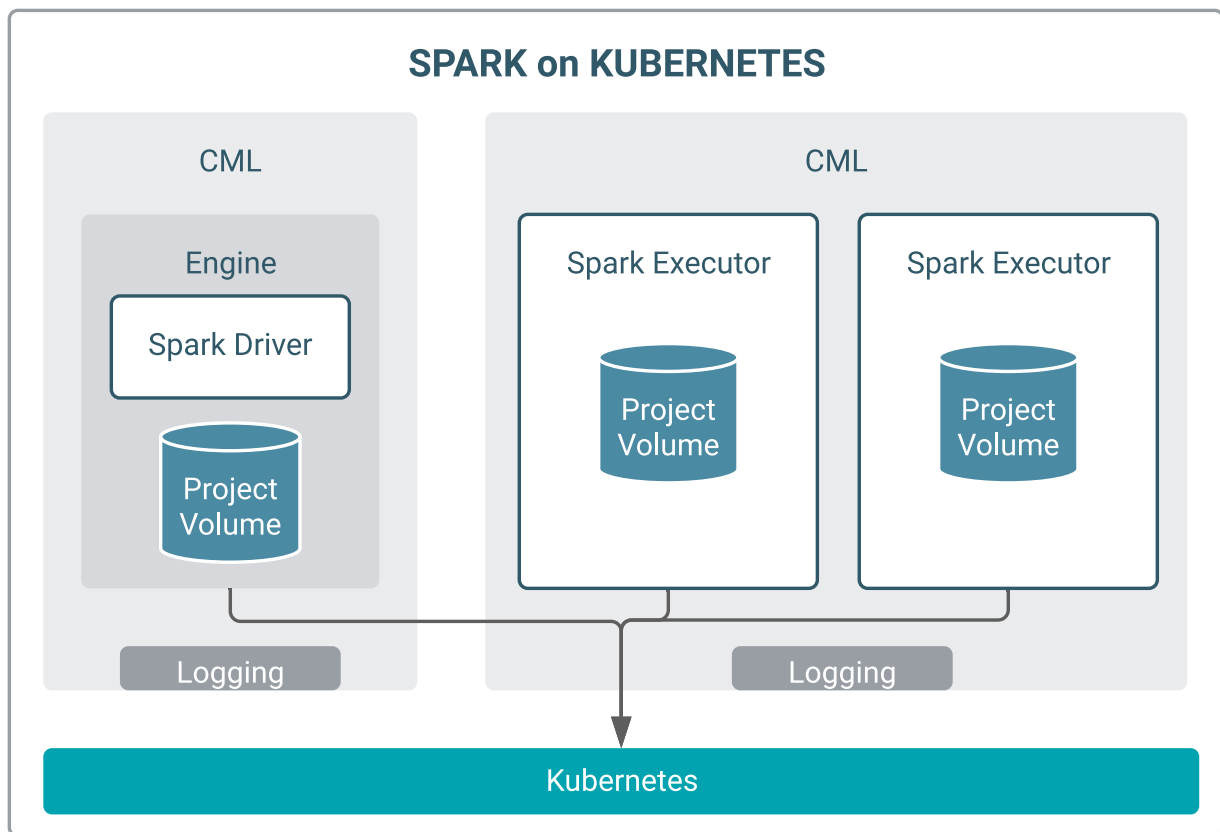 SPARK on KUBERNETES
CML
Engine
Spark Driver
Project
Volume
Logging
CML
Spark Executor
Project
Volume
Spark Executor
Project
Volume
Logging
Kubernetes